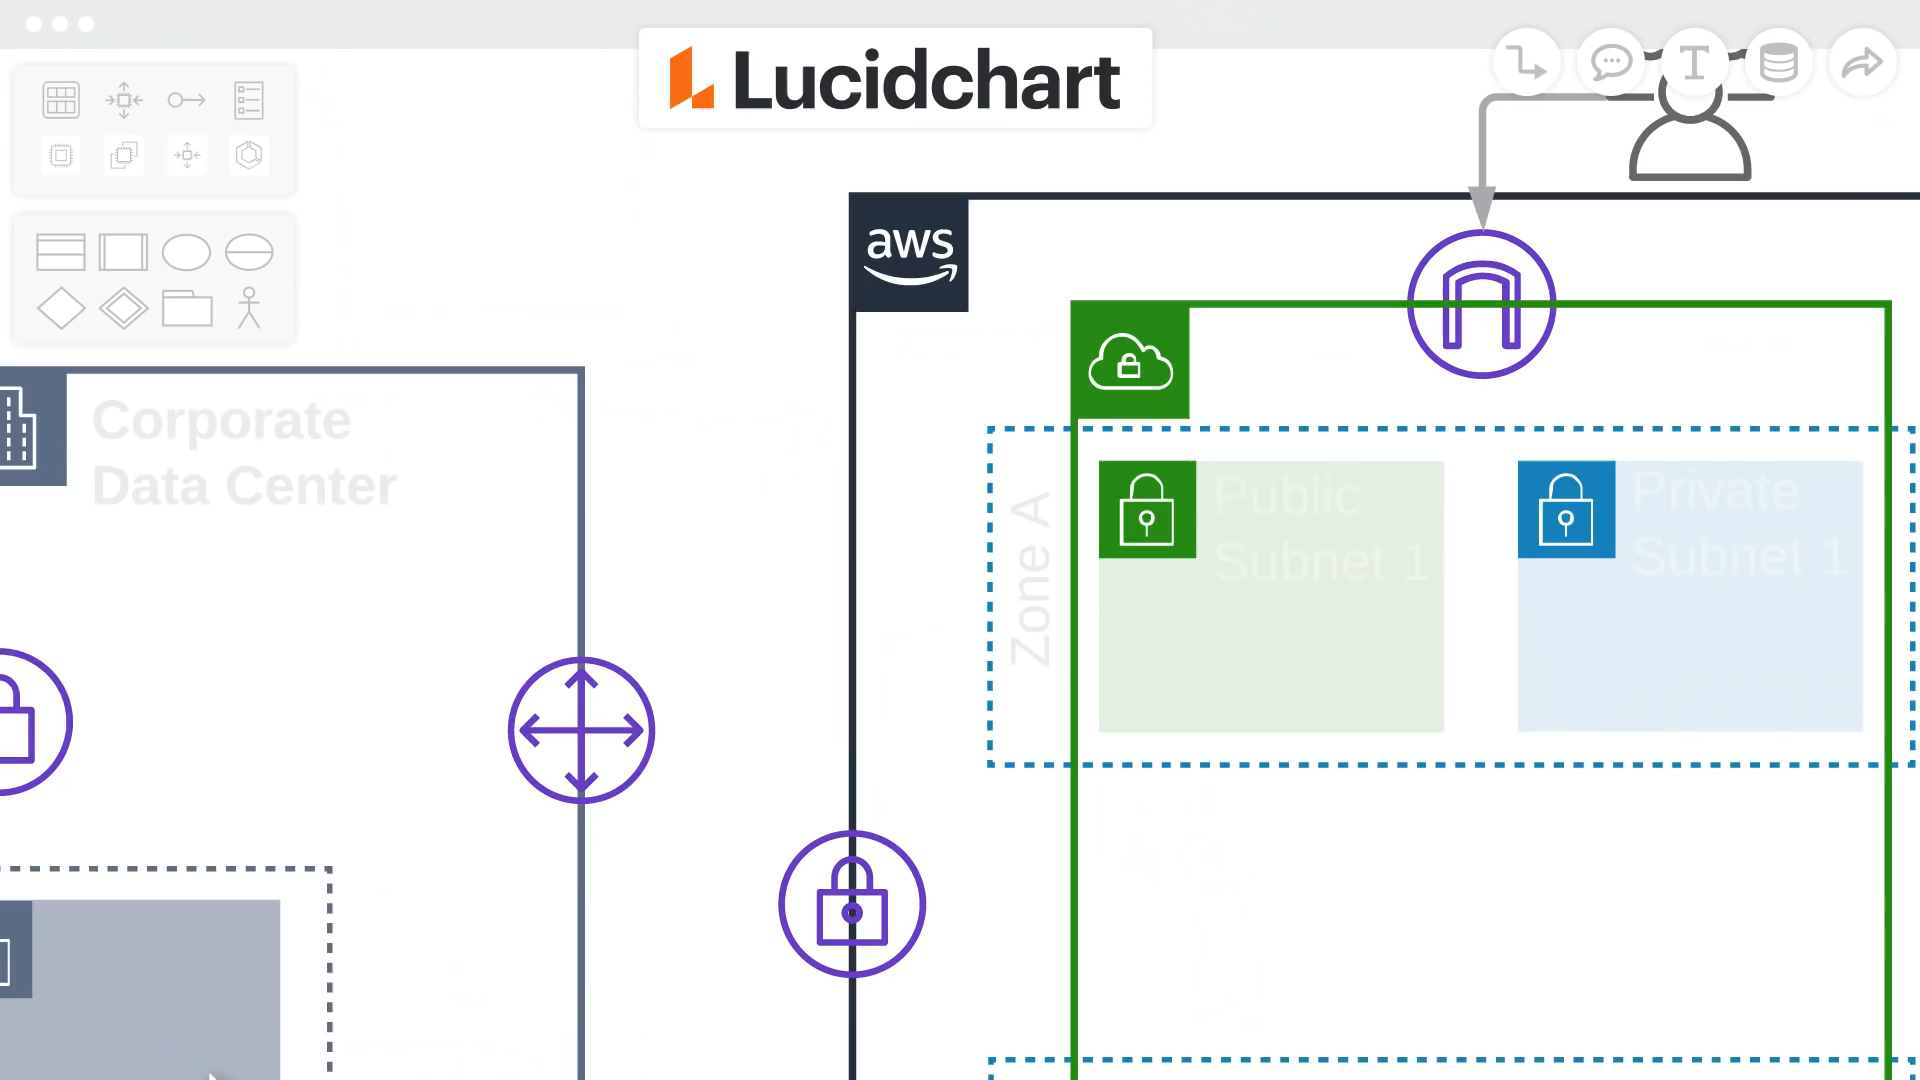 Lucidchart
T
aws
Corporate
Data Center
Zone A
Public
Subnet 1
Private
Subnet 1